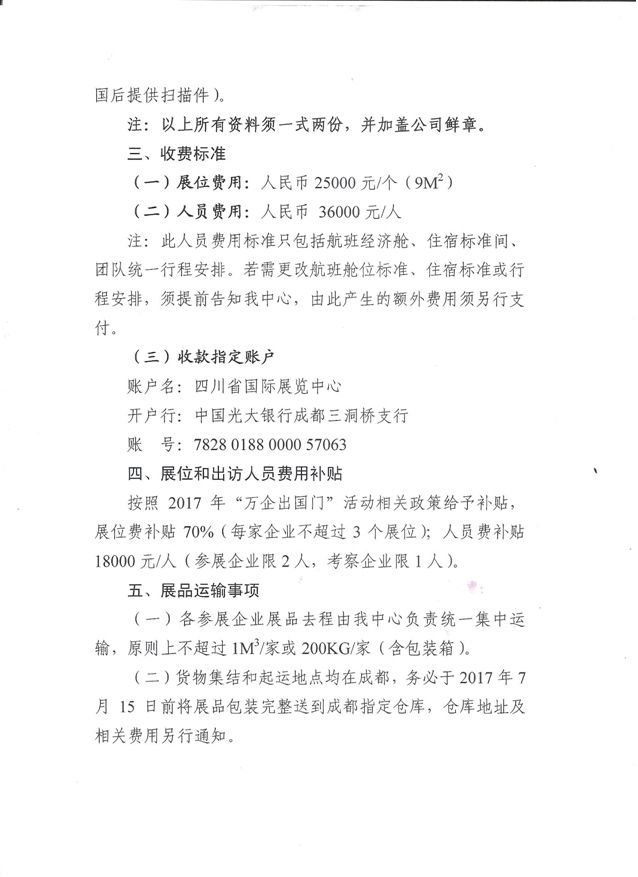 国后提供扫描件)。
注：以上所有资料须一式两份，并加盖公司鲜章。
三、收费标准
（一）展位费用：人民币 25000 元/个（9M²）
（二）人员费用：人民币 36000 元/人
注：此人员费用标准只包括航班经济舱、住宿标准间、
团队统一行程安排。若需更改航班舱位标准、住宿标准或行
程安排，须提前告知我中心，由此产生的额外费用须另行支
付。
（三）收款指定账户
账户名：四川省国际展览中心
开户行：中国光大银行成都三洞桥支行
账　号：7828 0188 0000 57063
四、展位和出访人员费用补贴
按照 2017 年“万企出国门”活动相关政策给予补贴，
展位费补贴 70%（每家企业不超过 3 个展位）；人员费补贴
18000 元/人（参展企业限 2 人，考察企业限 1 人）。
五、展品运输事项
（一）各参展企业展品去程由我中心负责统一集中运
输，原则上不超过 1M³/家或 200KG/家（含包装箱）。
（二）货物集结和起运地点均在成都，务必于 2017 年 7
月 15 日前将展品包装完整送到成都指定仓库，仓库地址及
相关费用另行通知。